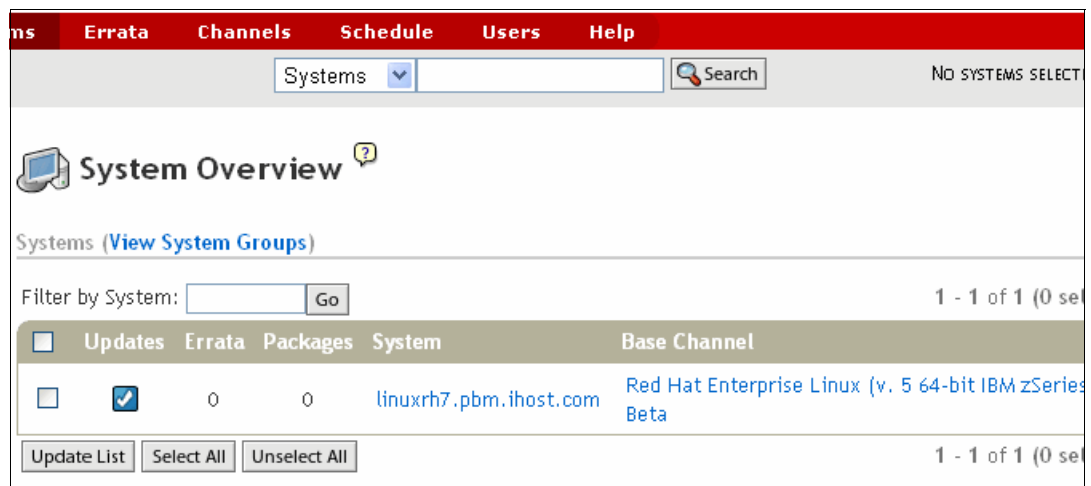 ms Errata Channels Schedule Users Help
Systems Search NO SYSTEMS SELECT
System Overview ?
Systems (View System Groups)
Filter by System: Go 1 - 1 of 1 (0 sel
Updates Errata Packages System Base Channel
0 0 linuxrh7.pbm.ihost.com Red Hat Enterprise Linux (v. 5 64-bit IBM zSeries
Beta
Update List Select All Unselect All 1 - 1 of 1 (0 sel